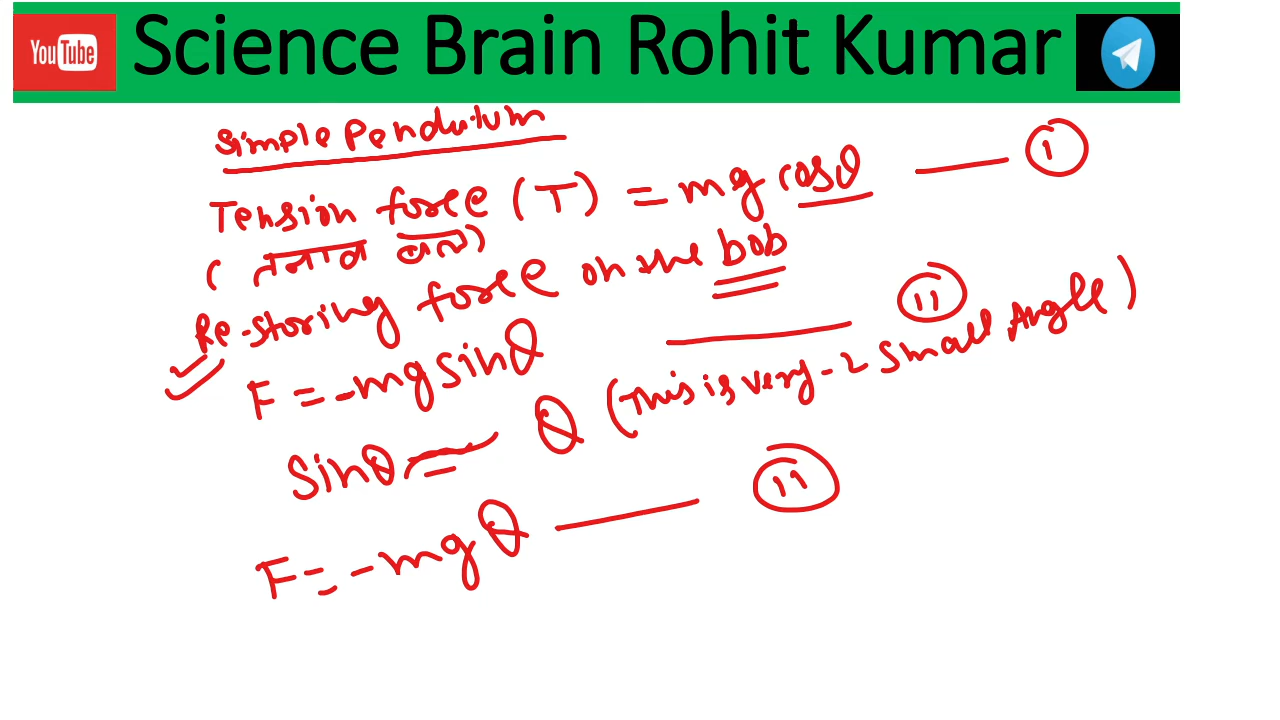 YouTube Science Brain Rohit Kumar
Simple Pendulum
Tension force (T) = mg cosθ — (I)
(तनाव बल)
Re-storing force on the bob
F = -mg sinθ — (II)
Sinθ ≃ θ (This is very-2 small Angle)
F = -mgθ — (II)